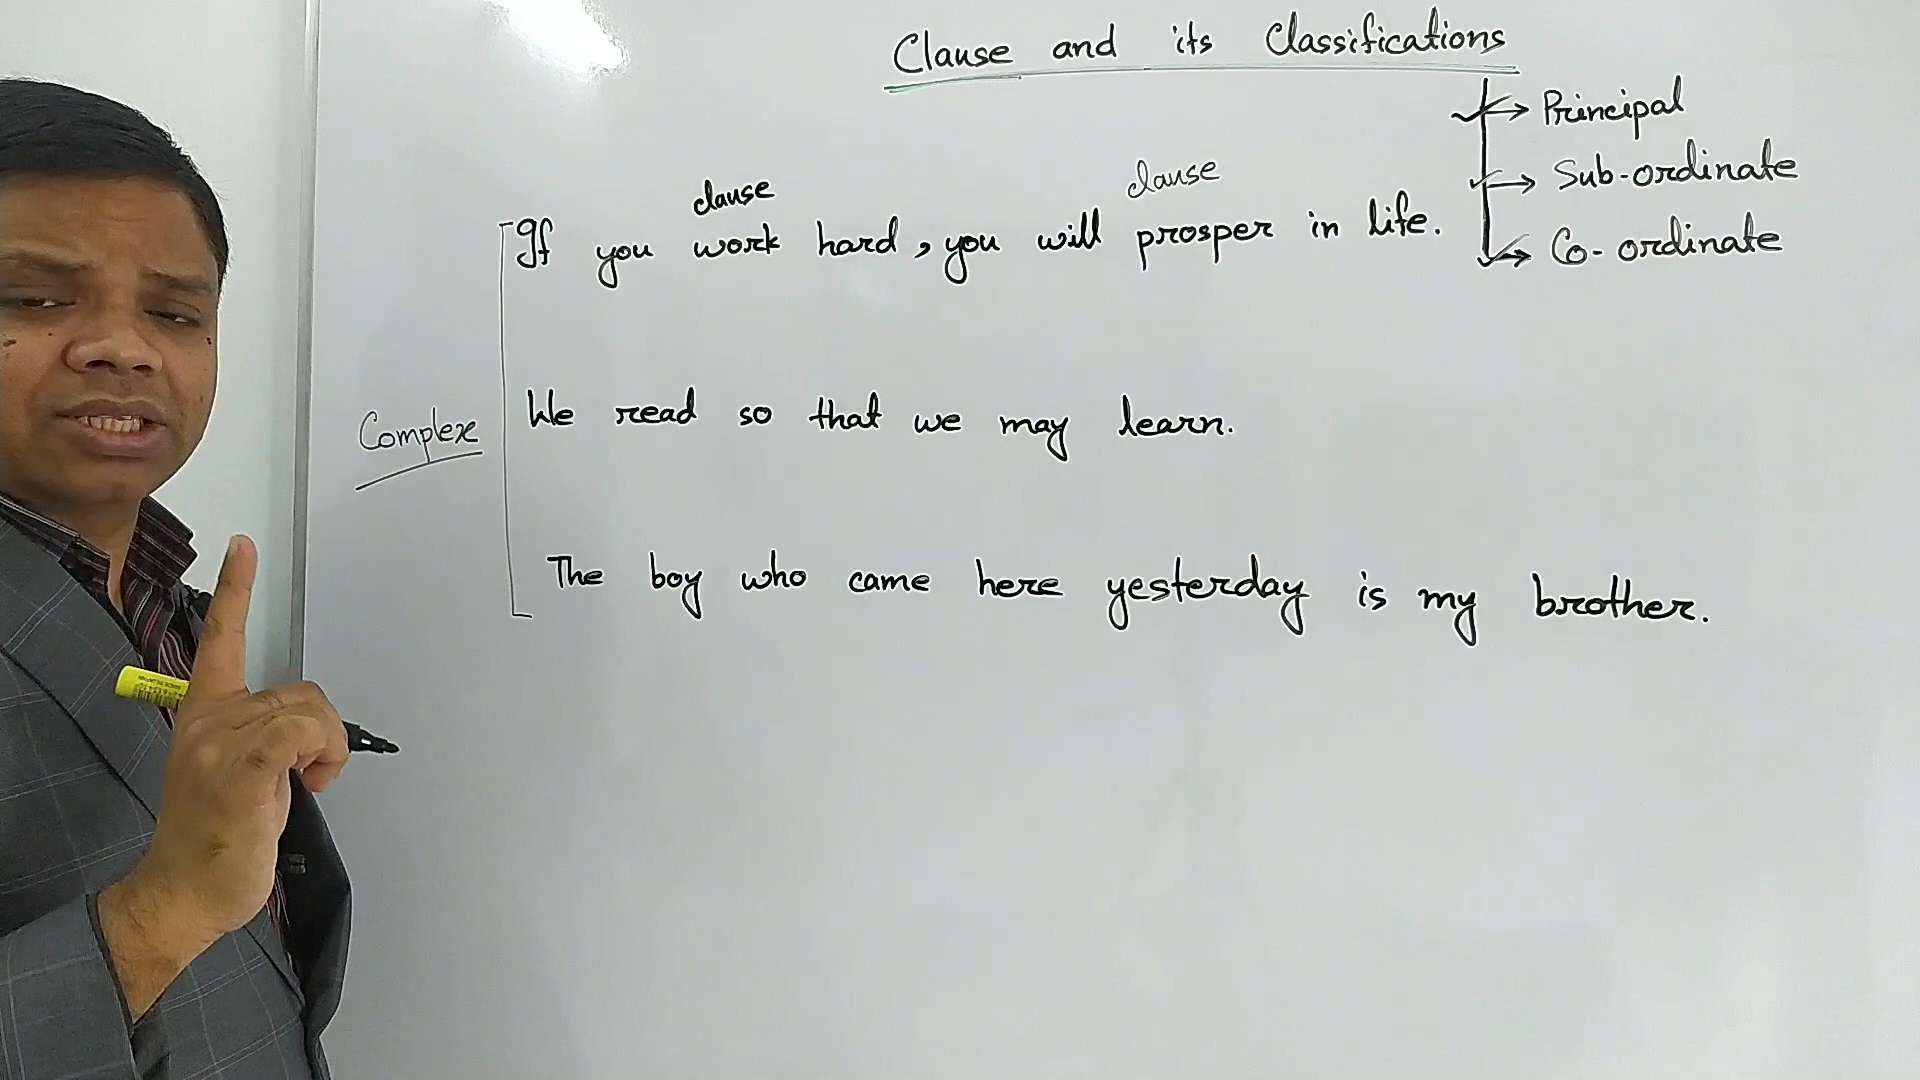 Clause and its Classifications
Principal
Sub-ordinate
Co-ordinate
clause clause
If you work hard, you will prosper in life.
Complex
We read so that we may learn.
The boy who came here yesterday is my brother.